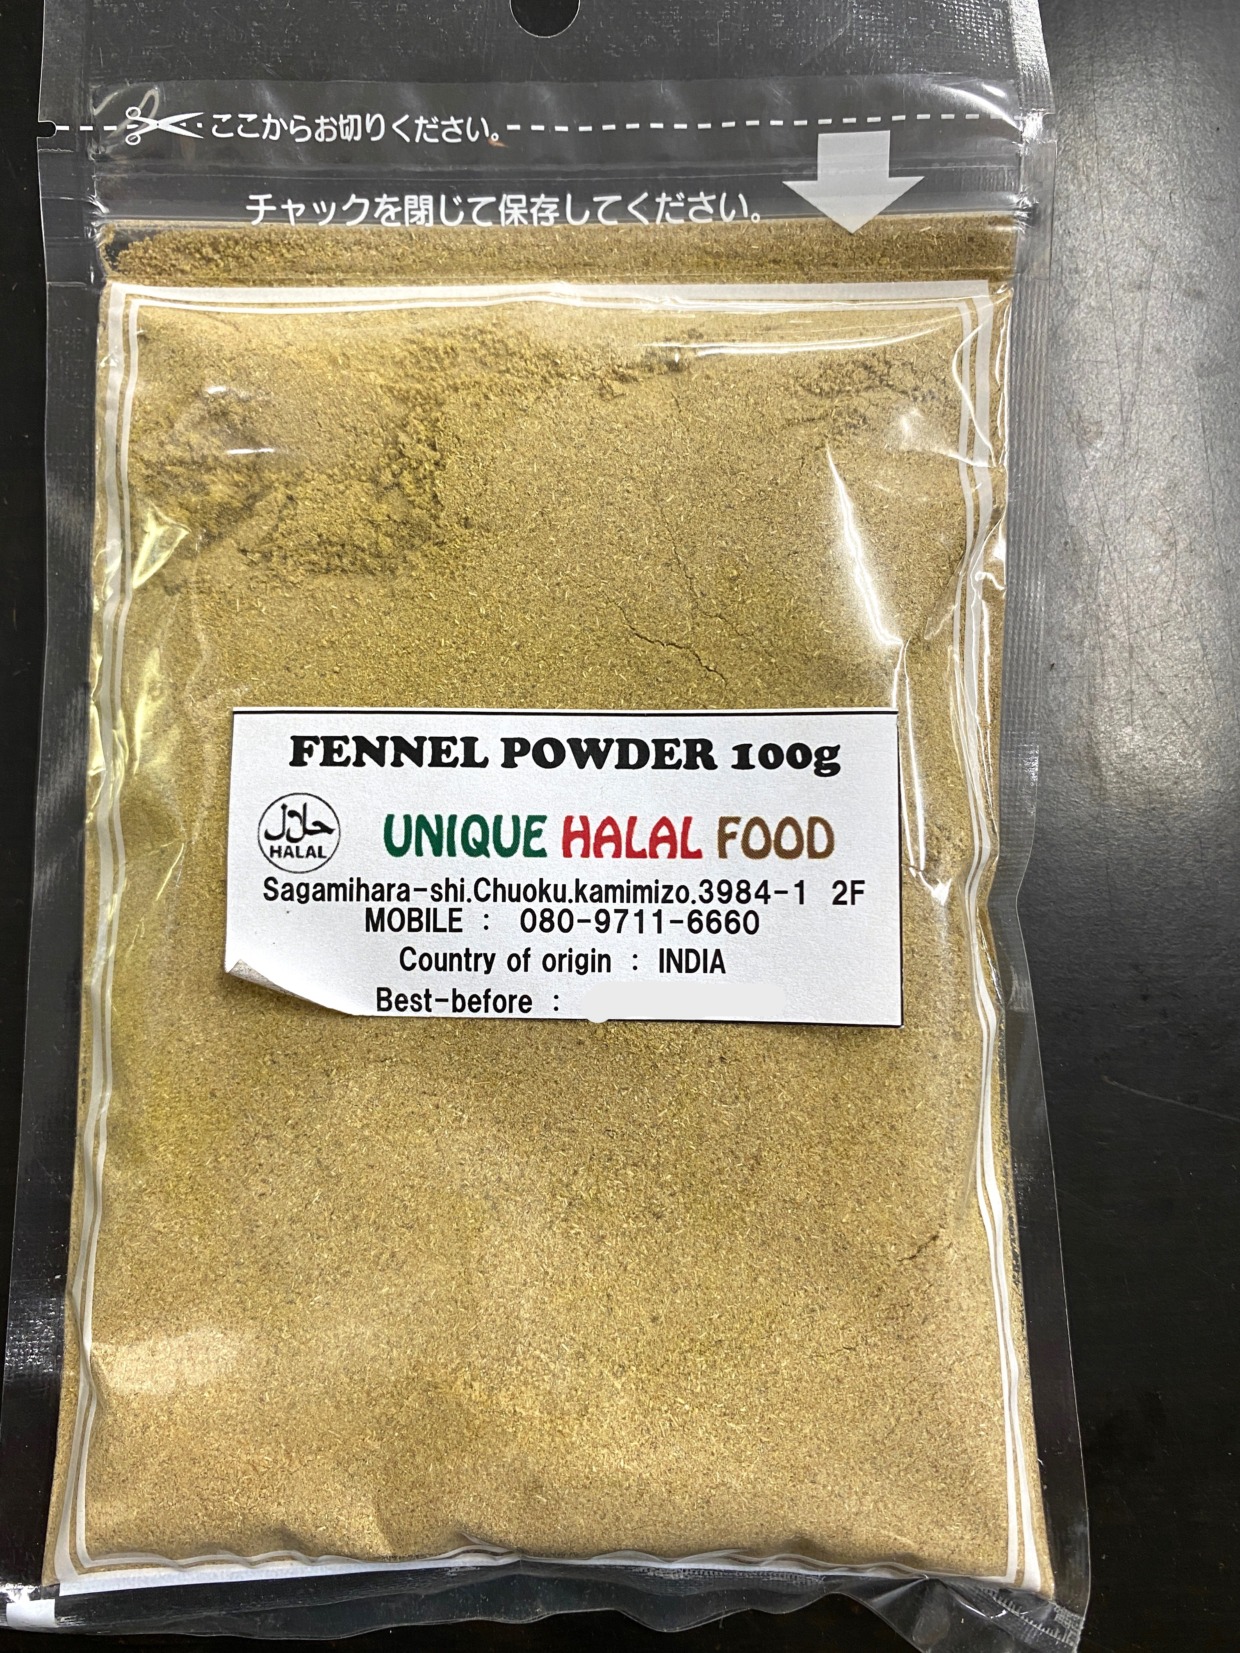 ここからお切りください。
チャックを閉じて保存してください。
FENNEL POWDER 100g
حلال
HALAL
UNIQUE HALAL FOOD
Sagamihara-shi.Chuoku.kamimizo.3984-1 2F
MOBILE : 080-9711-6660
Country of origin : INDIA
Best-before :